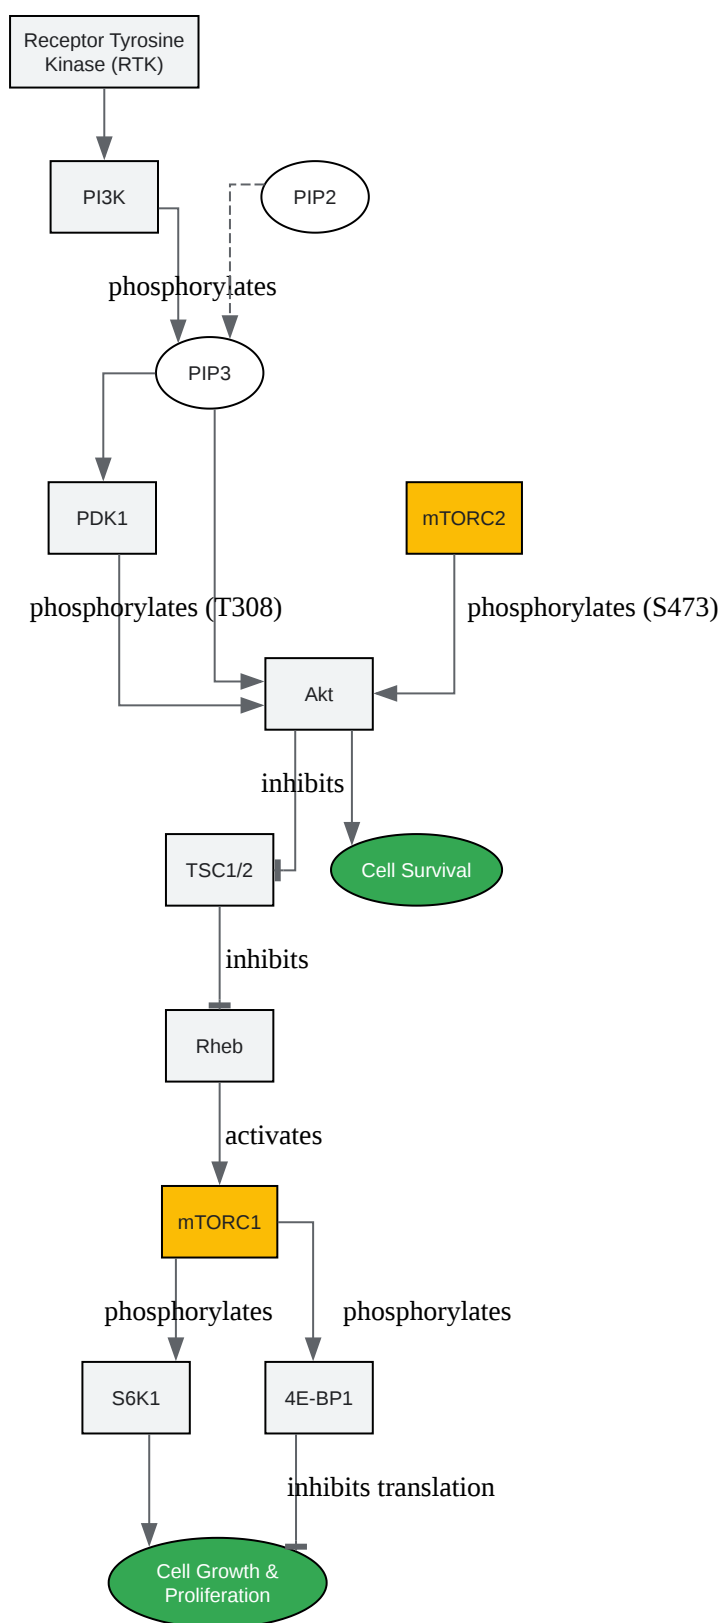 Receptor Tyrosine
Kinase (RTK)
PI3K
PIP2
phosphorylates
PIP3
PDK1
mTORC2
phosphorylates (T308)
phosphorylates (S473)
Akt
inhibits
TSC1/2
Cell Survival
inhibits
Rheb
activates
mTORC1
phosphorylates
phosphorylates
S6K1
4E-BP1
inhibits translation
Cell Growth &
Proliferation